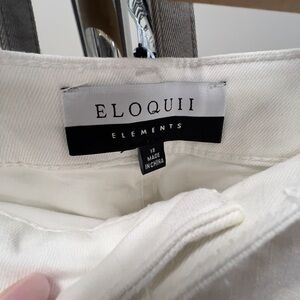 ELOQUII
ELEMENTS
18
MADE
IN CHINA